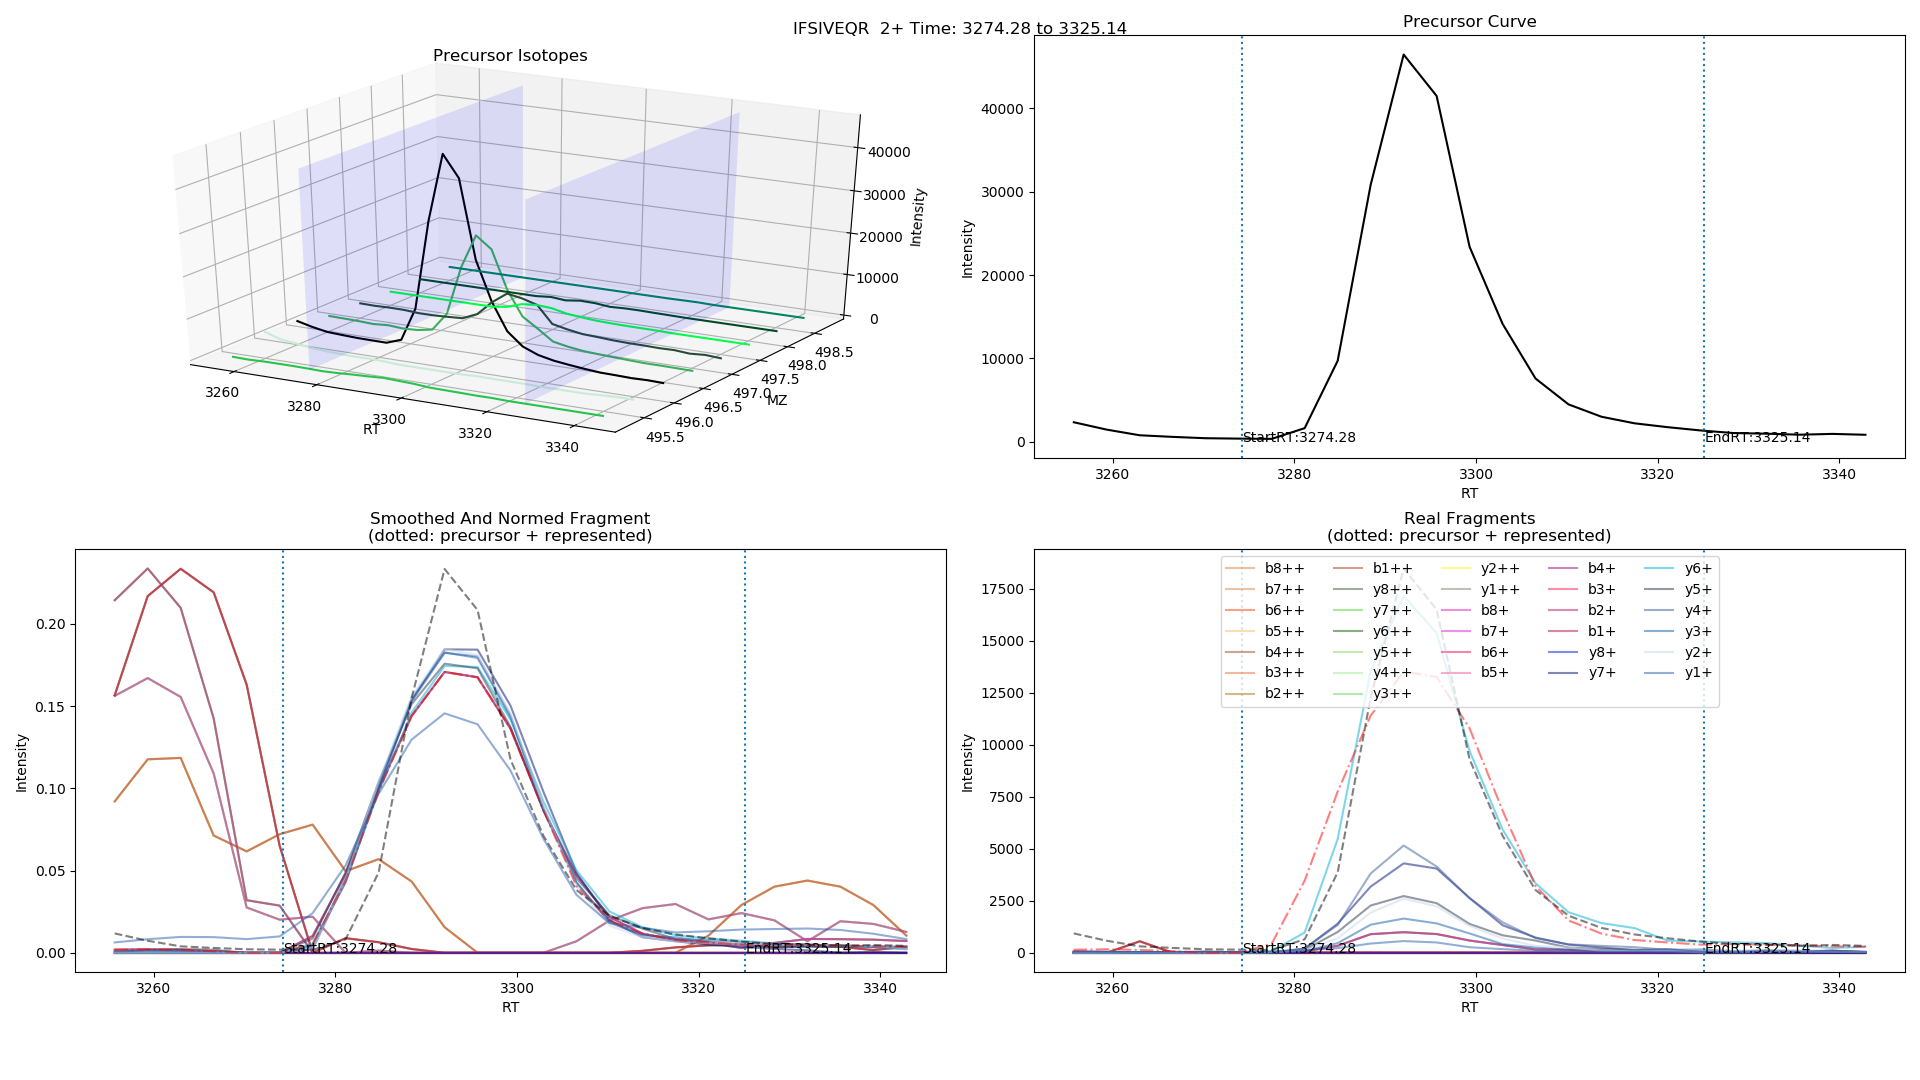 IFSIVEQR  2+ Time: 3274.28 to 3325.14
Precursor Isotopes
40000
30000
20000
10000
0
Intensity
3260
3280
3300
3320
3340
RT
495.5
496.0
496.5
497.0
497.5
498.0
498.5
MZ
Precursor Curve
40000
30000
20000
10000
0
Intensity
StartRT:3274.28
EndRT:3325.14
3260
3280
3300
3320
3340
RT
Smoothed And Normed Fragment
(dotted: precursor + represented)
0.20
0.15
0.10
0.05
0.00
Intensity
StartRT:3274.28
EndRT:3325.14
3260
3280
3300
3320
3340
RT
Real Fragments
(dotted: precursor + represented)
17500
15000
12500
10000
7500
5000
2500
0
Intensity
b8++
b7++
b6++
b5++
b4++
b3++
b2++
b1++
y8++
y7++
y6++
y5++
y4++
y3++
y2++
y1++
b8+
b7+
b6+
b5+
b4+
b3+
b2+
b1+
y8+
y7+
y6+
y5+
y4+
y3+
y2+
y1+
StartRT:3274.28
EndRT:3325.14
3260
3280
3300
3320
3340
RT